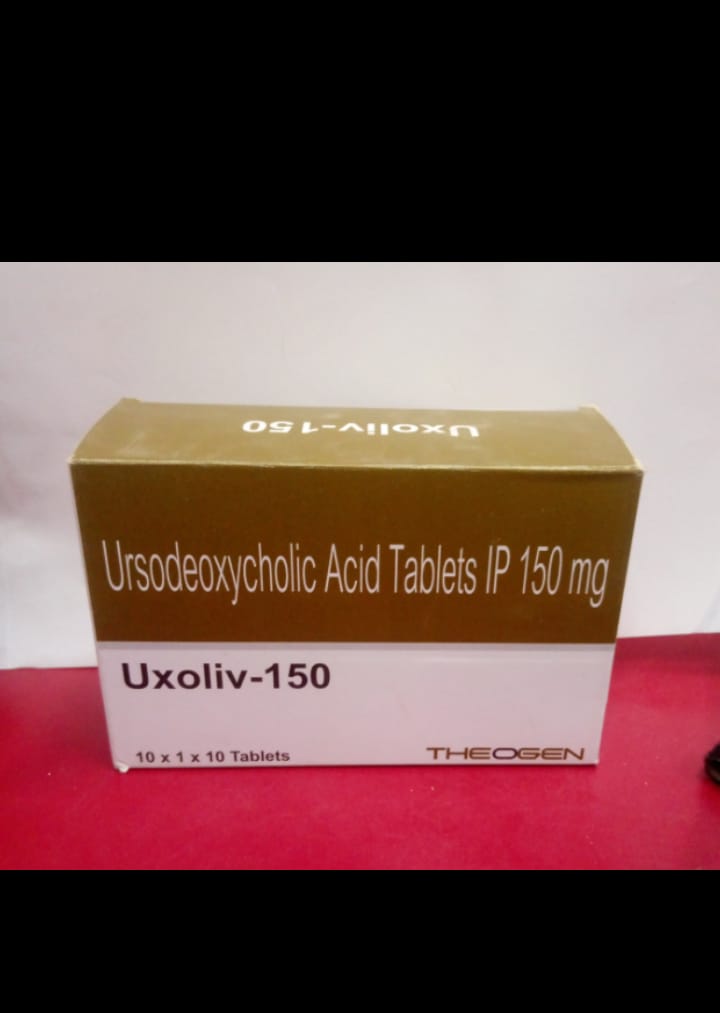 Uxoliv-150
Ursodeoxycholic Acid Tablets IP 150 mg
Uxoliv-150
10 x 1 x 10 Tablets
THEOGEN